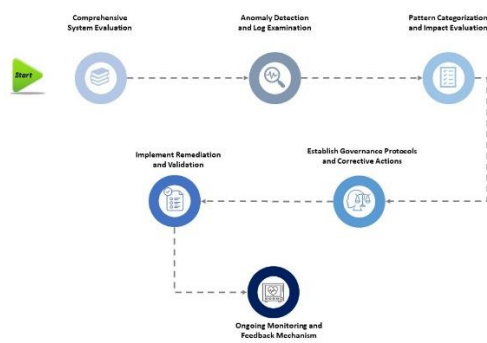 Start
Comprehensive
System Evaluation
Anomaly Detection
and Log Examination
Pattern Categorization
and Impact Evaluation
Establish Governance Protocols
and Corrective Actions
Implement Remediation
and Validation
Ongoing Monitoring and
Feedback Mechanism